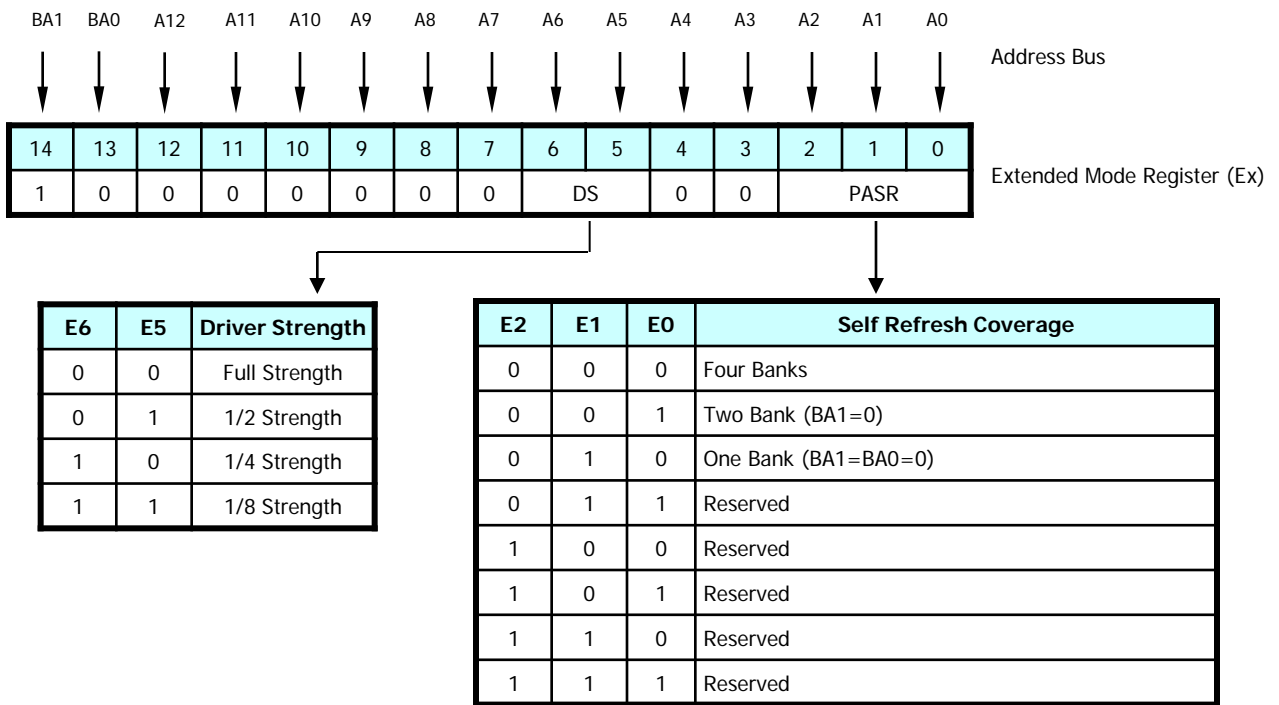 BA1 BA0 A12 A11 A10 A9 A8 A7 A6 A5 A4 A3 A2 A1 A0
Address Bus
14 13 12 11 10 9 8 7 6 5 4 3 2 1 0
1 0 0 0 0 0 0 0 DS 0 0 PASR
Extended Mode Register (Ex)
E6 E5 Driver Strength
0 0 Full Strength
0 1 1/2 Strength
1 0 1/4 Strength
1 1 1/8 Strength
E2 E1 E0 Self Refresh Coverage
0 0 0 Four Banks
0 0 1 Two Bank (BA1=0)
0 1 0 One Bank (BA1=BA0=0)
0 1 1 Reserved
1 0 0 Reserved
1 0 1 Reserved
1 1 0 Reserved
1 1 1 Reserved